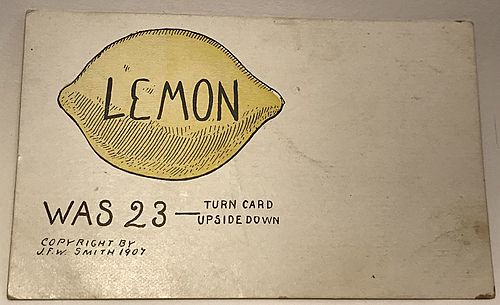 LEMON
WAS 23 — TURN CARD
UPSIDE DOWN
COPYRIGHT BY
J.F.W. SMITH 1907